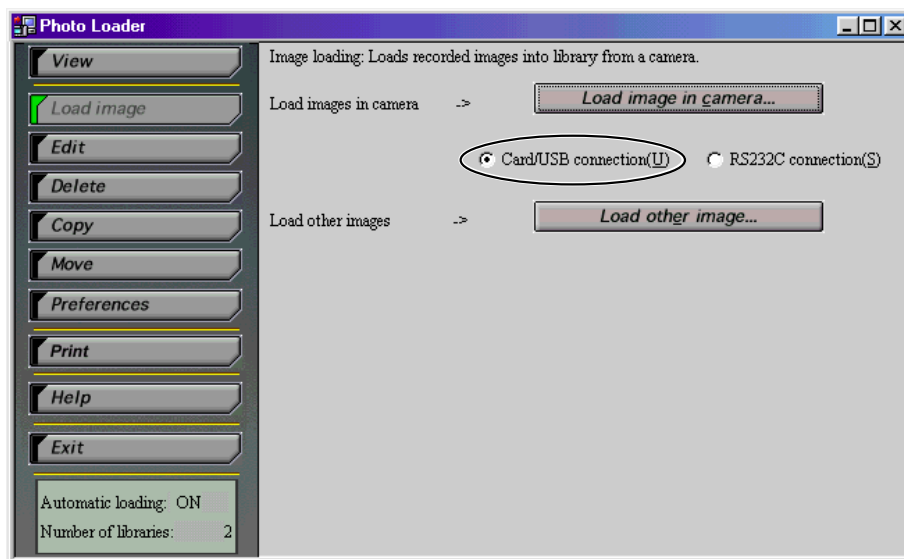 Photo Loader
View
Load image
Edit
Delete
Copy
Move
Preferences
Print
Help
Exit
Automatic loading: ON
Number of libraries: 2
Image loading: Loads recorded images into library from a camera.
Load images in camera -> Load image in camera...
Card/USB connection(U) RS232C connection(S)
Load other images -> Load other image...